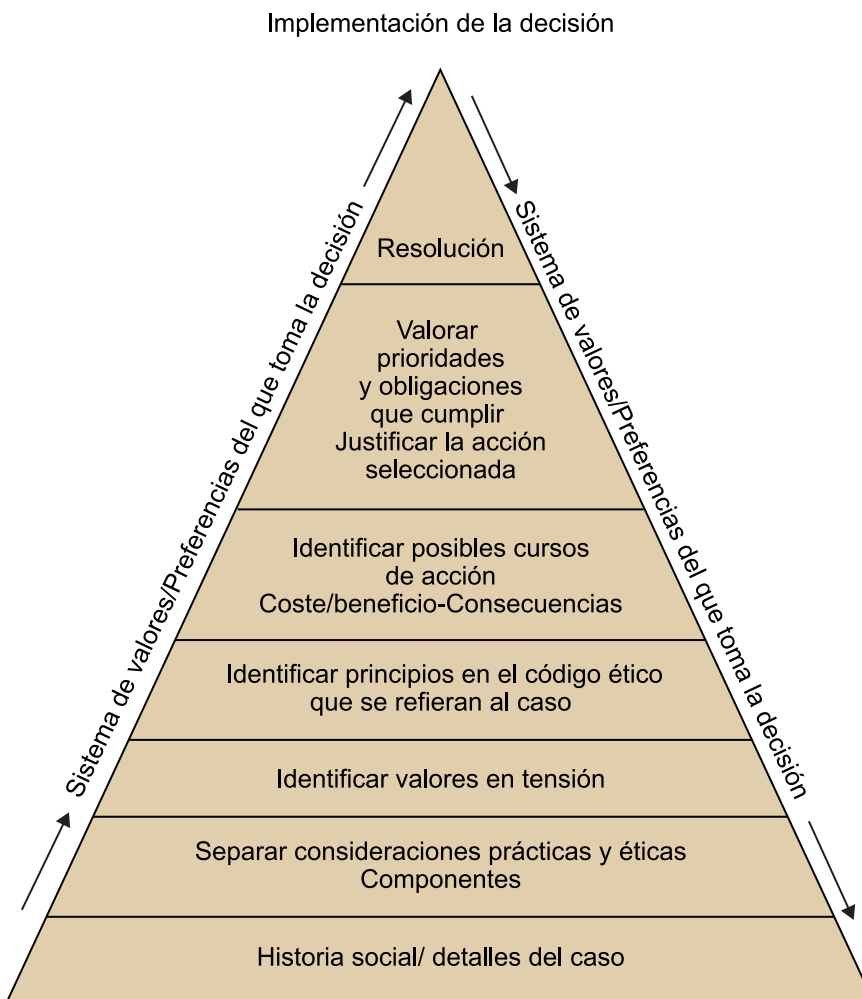 Implementación de la decisión
Sistema de valores/Preferencias del que toma la decisión
Sistema de valores/Preferencias del que toma la decisión
Resolución
Valorar
prioridades
y obligaciones
que cumplir
Justificar la acción
seleccionada
Identificar posibles cursos
de acción
Coste/beneficio-Consecuencias
Identificar principios en el código ético
que se refieran al caso
Identificar valores en tensión
Separar consideraciones prácticas y éticas
Componentes
Historia social/ detalles del caso